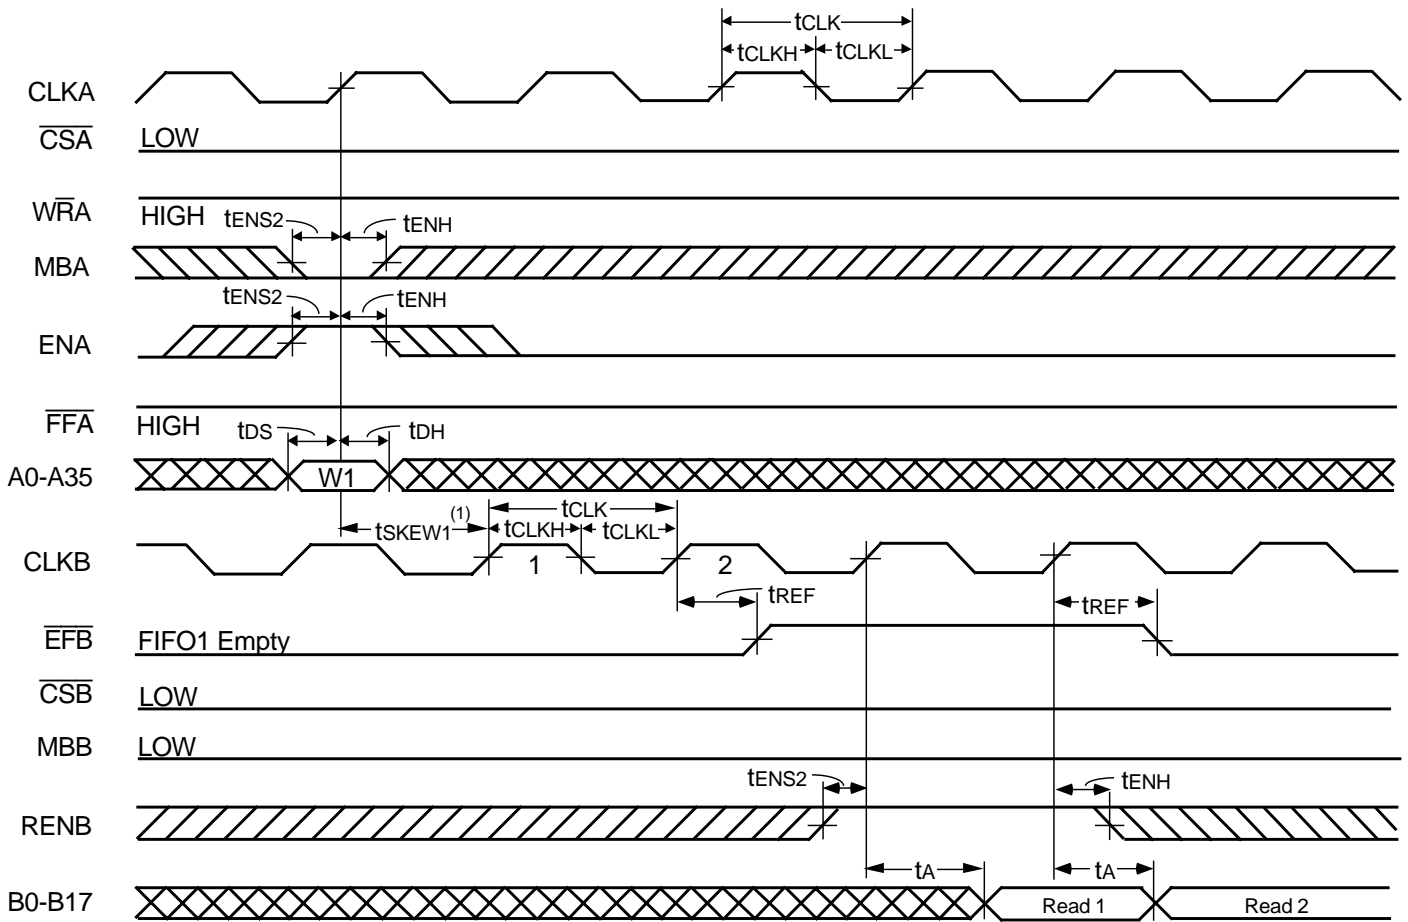 tCLK
tCLKH tCLKL
CLKA
CSA LOW
WRA HIGH
tENS2 tENH
MBA
tENS2 tENH
ENA
FFA HIGH
tDS tDH
A0-A35 W1
tSKEW1(1) tCLK
tCLKH tCLKL
CLKB 1 2
tREF tREF
EFB FIFO1 Empty
CSB LOW
MBB LOW
tENS2 tENH
RENB
tA tA
B0-B17 Read 1 Read 2